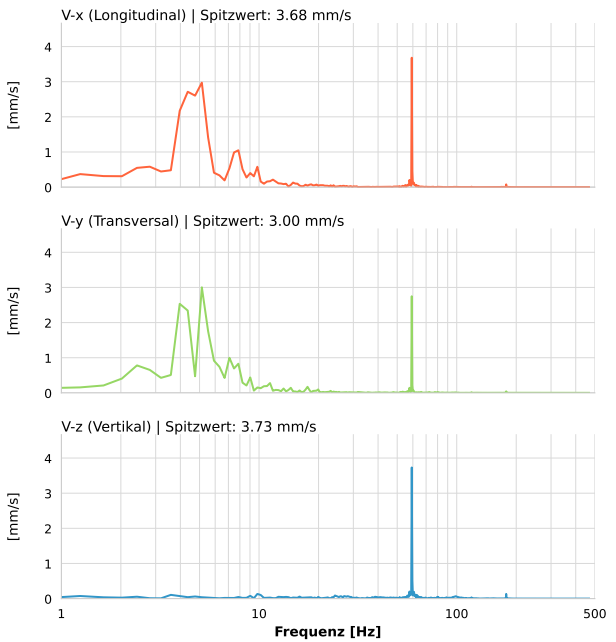 V-x (Longitudinal) | Spitzwert: 3.68 mm/s
4
3
2
1
0
[mm/s]
V-y (Transversal) | Spitzwert: 3.00 mm/s
4
3
2
1
0
[mm/s]
V-z (Vertikal) | Spitzwert: 3.73 mm/s
4
3
2
1
0
[mm/s]
1 10 100 500
Frequenz [Hz]